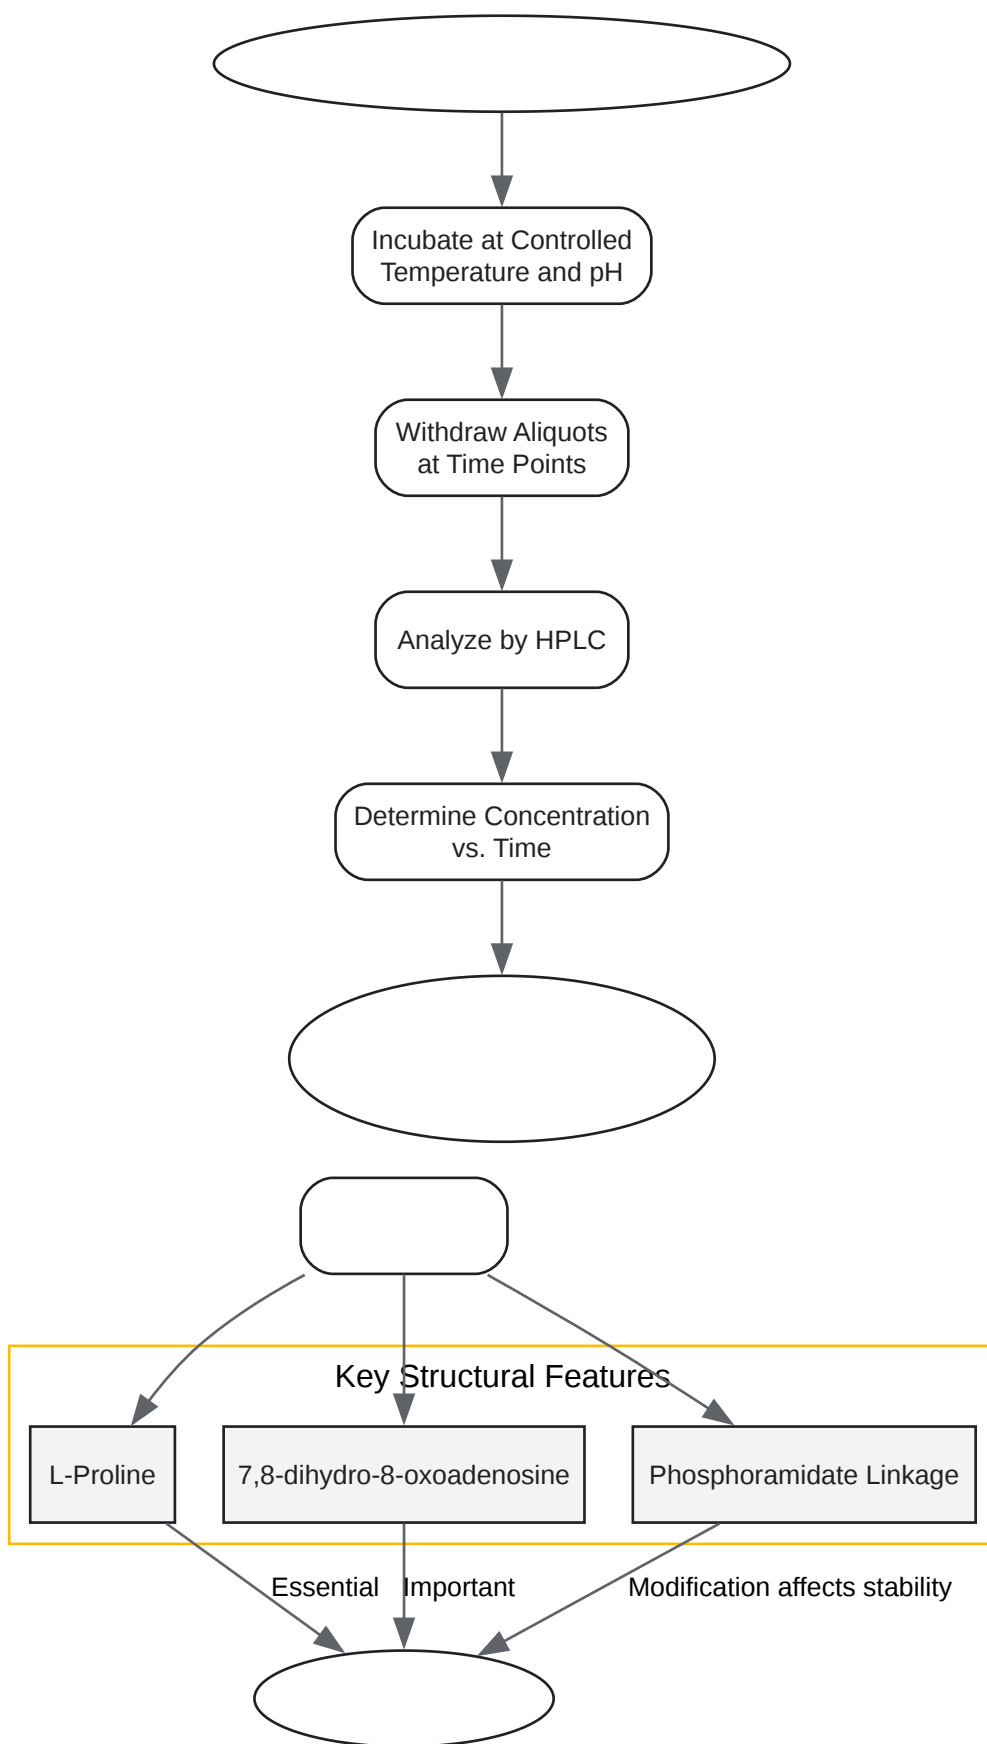 Incubate at Controlled
Temperature and pH
Withdraw Aliquots
at Time Points
Analyze by HPLC
Determine Concentration
vs. Time
Key Structural Features
L-Proline
7,8-dihydro-8-oxoadenosine
Phosphoramidate Linkage
Essential
Important
Modification affects stability